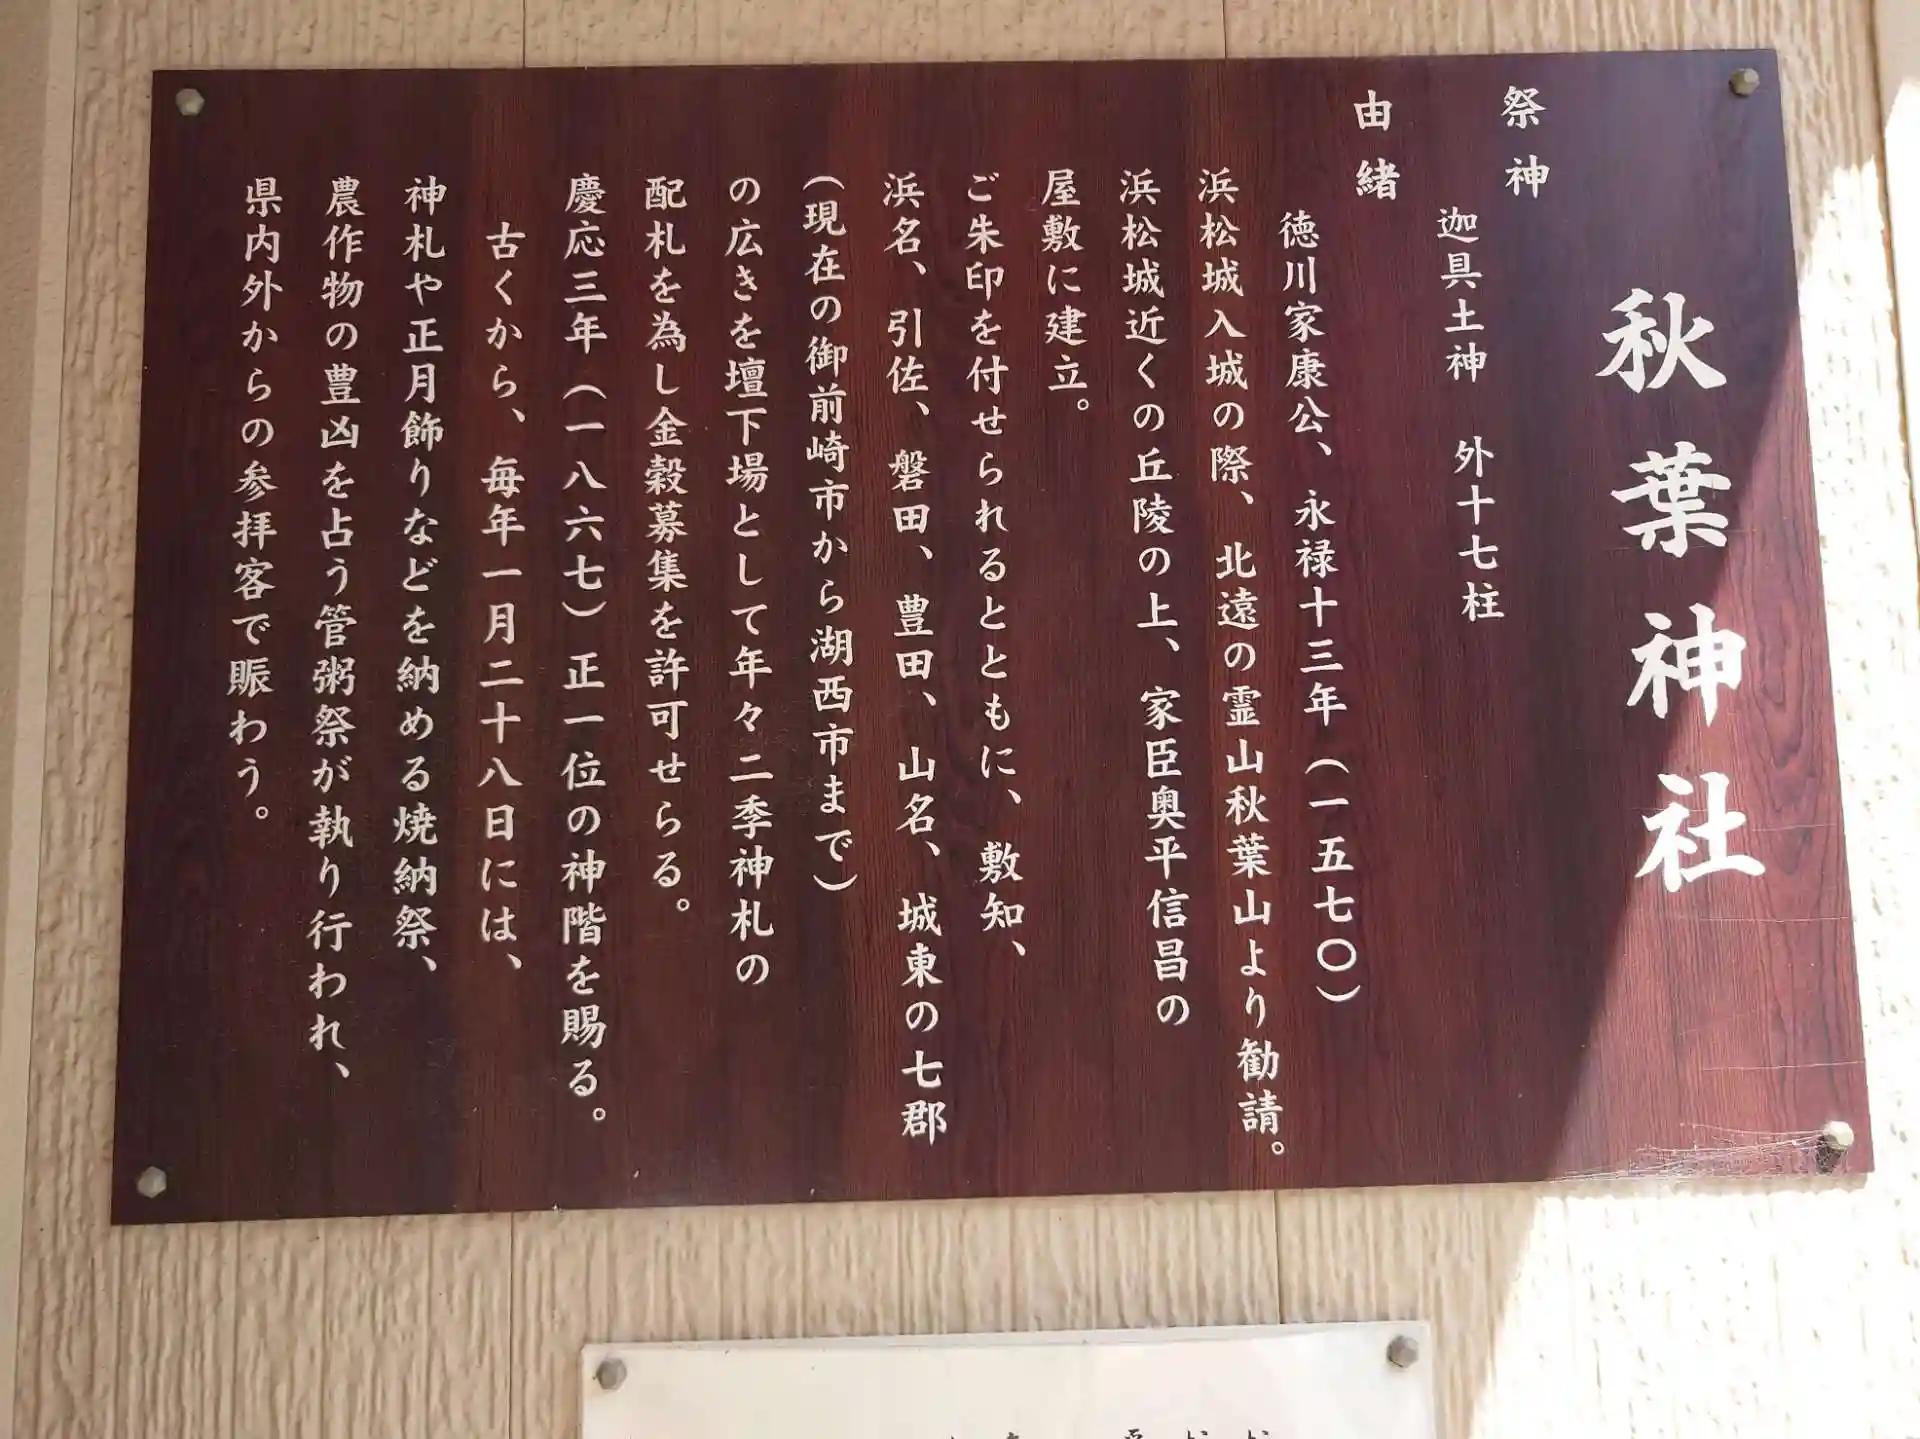 秋葉神社
祭神
迦具土神　外十七柱
由緒
徳川家康公、永禄十三年（一五七〇）
浜松城入城の際、北遠の霊山秋葉山より勧請。
浜松城近くの丘陵の上、家臣奥平信昌の
屋敷に建立。
ご朱印を付せられるとともに、敷知、
浜名、引佐、磐田、豊田、山名、城東の七郡
（現在の御前崎市から湖西市まで）
の広きを壇下場として年々二季神札の
配札を為し金穀募集を許可せらる。
慶応三年（一八六七）正一位の神階を賜る。
古くから、毎年一月二十八日には、
神札や正月飾りなどを納める焼納祭、
農作物の豊凶を占う管粥祭が執り行われ、
県内外からの参拝客で賑わう。